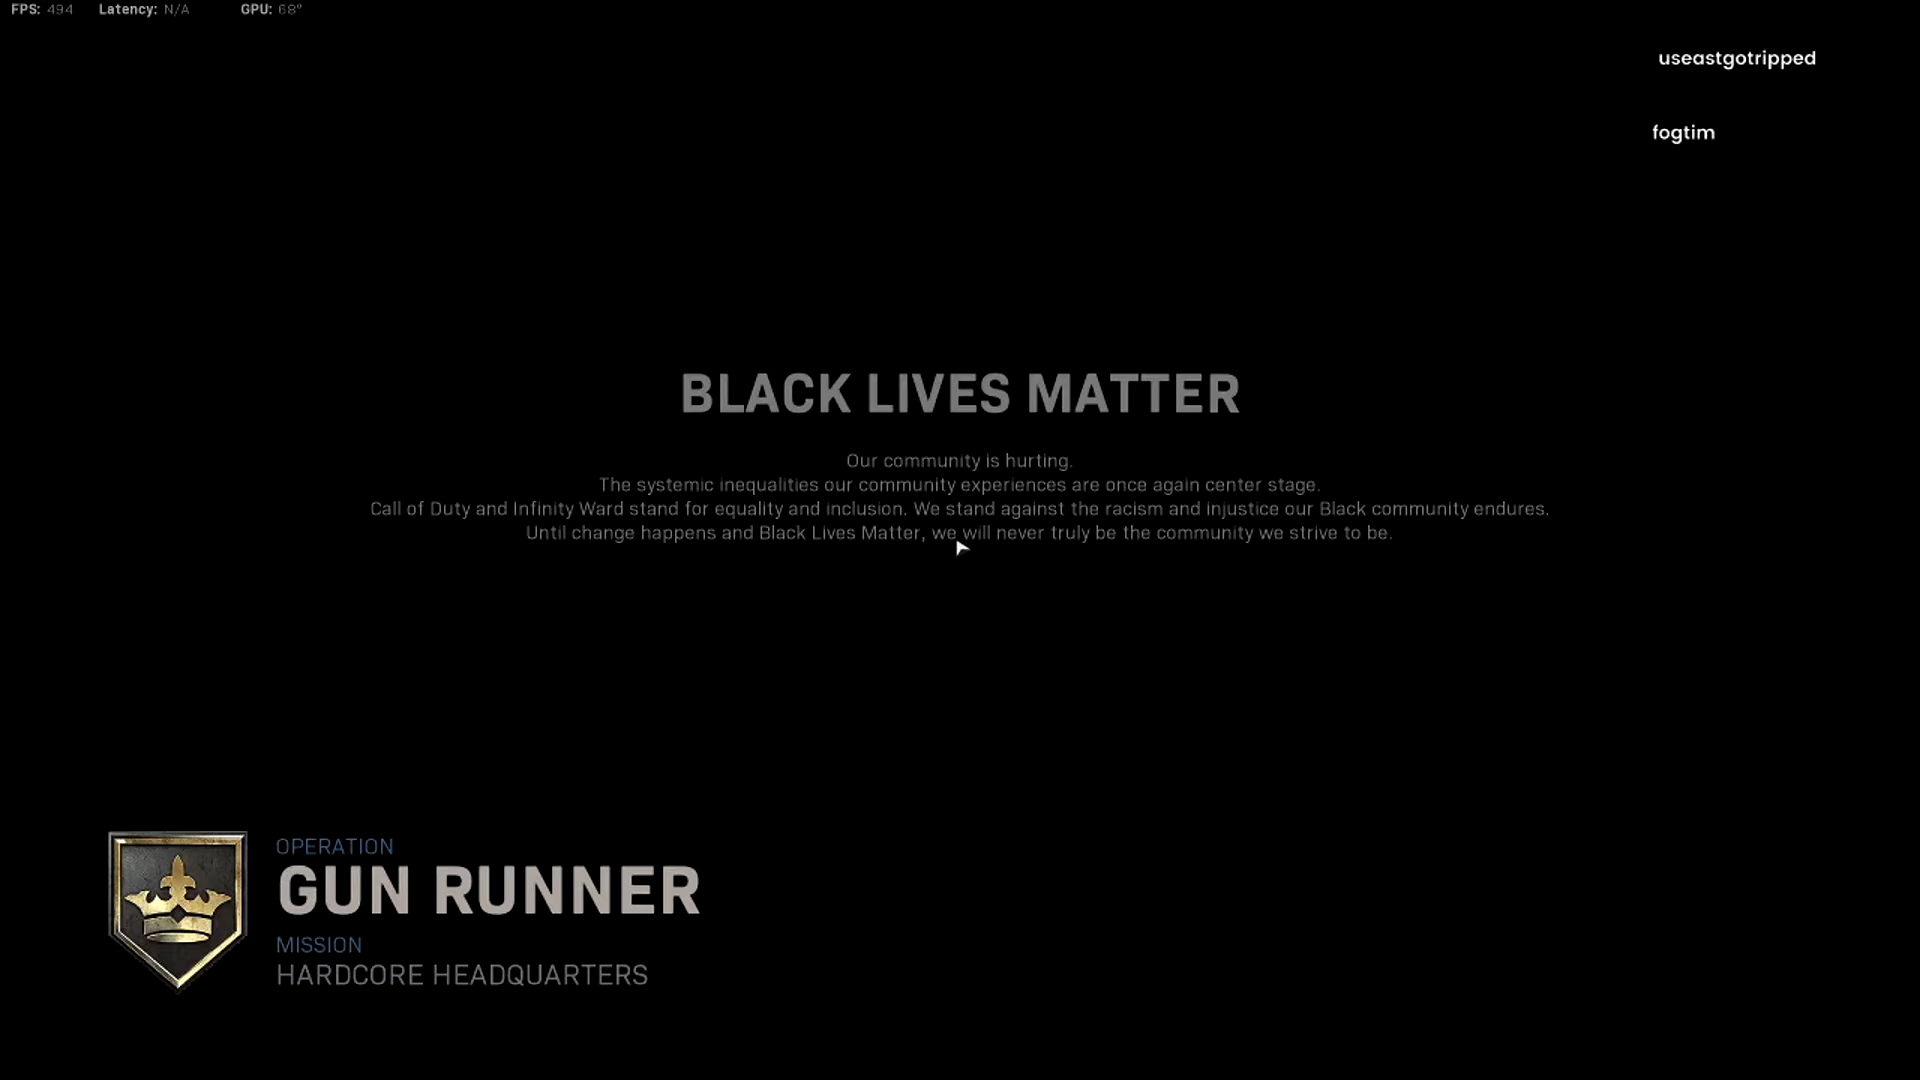 FPS: 494 Latency: N/A GPU: 68°
useastgotripped
fogtim
BLACK LIVES MATTER
Our community is hurting.
The systemic inequalities our community experiences are once again center stage.
Call of Duty and Infinity Ward stand for equality and inclusion. We stand against the racism and injustice our Black community endures.
Until change happens and Black Lives Matter, we will never truly be the community we strive to be.
OPERATION
GUN RUNNER
MISSION
HARDCORE HEADQUARTERS